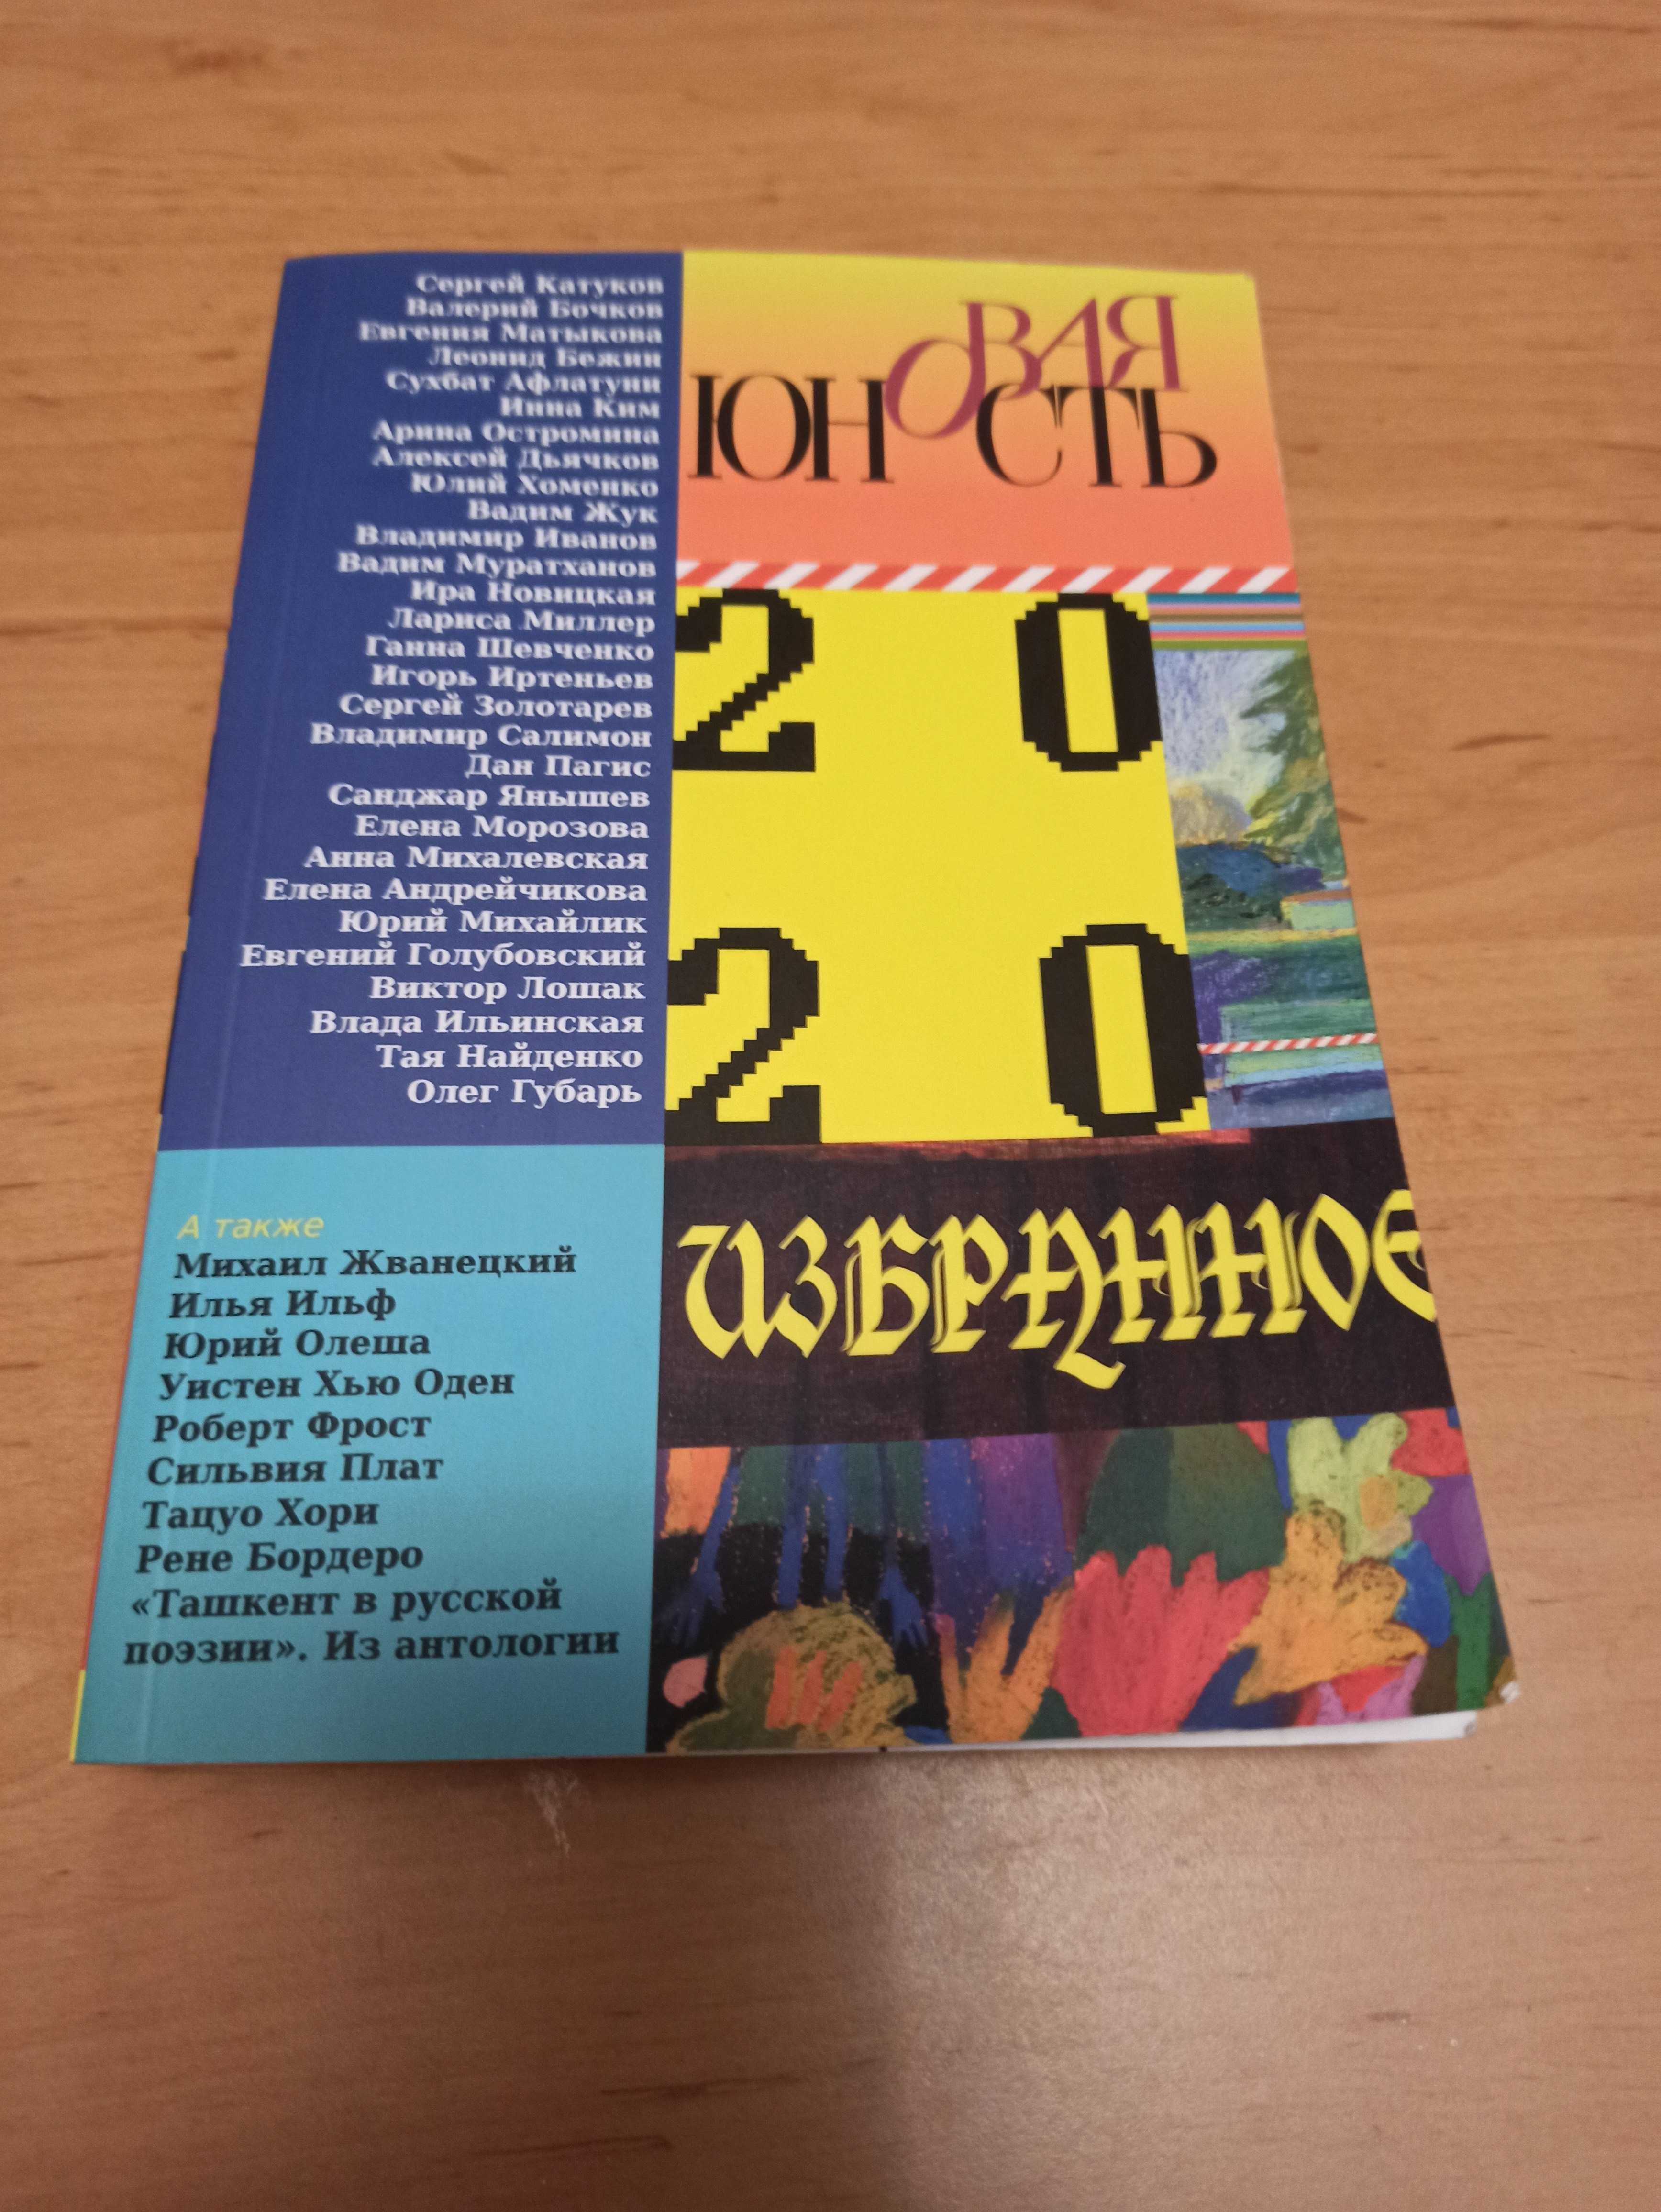 Сергей Катуков
Валерий Бочков
Евгения Матыкова
Леонид Бежин
Сухбат Афлатуни
Инна Ким
Арина Остромина
Алексей Дьячков
Юлий Хоменко
Вадим Жук
Владимир Иванов
Вадим Муратханов
Ира Новицкая
Лариса Миллер
Ганна Шевченко
Игорь Иртеньев
Сергей Золотарев
Владимир Салимон
Дан Пагис
Санджар Янышев
Елена Морозова
Анна Михалевская
Елена Андрейчикова
Юрий Михайлик
Евгений Голубовский
Виктор Лошак
Влада Ильинская
Тая Найденко
Олег Губарь
А также
Михаил Жванецкий
Илья Ильф
Юрий Олеша
Уистен Хью Оден
Роберт Фрост
Сильвия Плат
Тацуо Хори
Рене Бордеро
«Ташкент в русской
поэзии». Из антологии
ОВАЯ
ЮНОСТЬ
20
20
ИЗБРАННОЕ